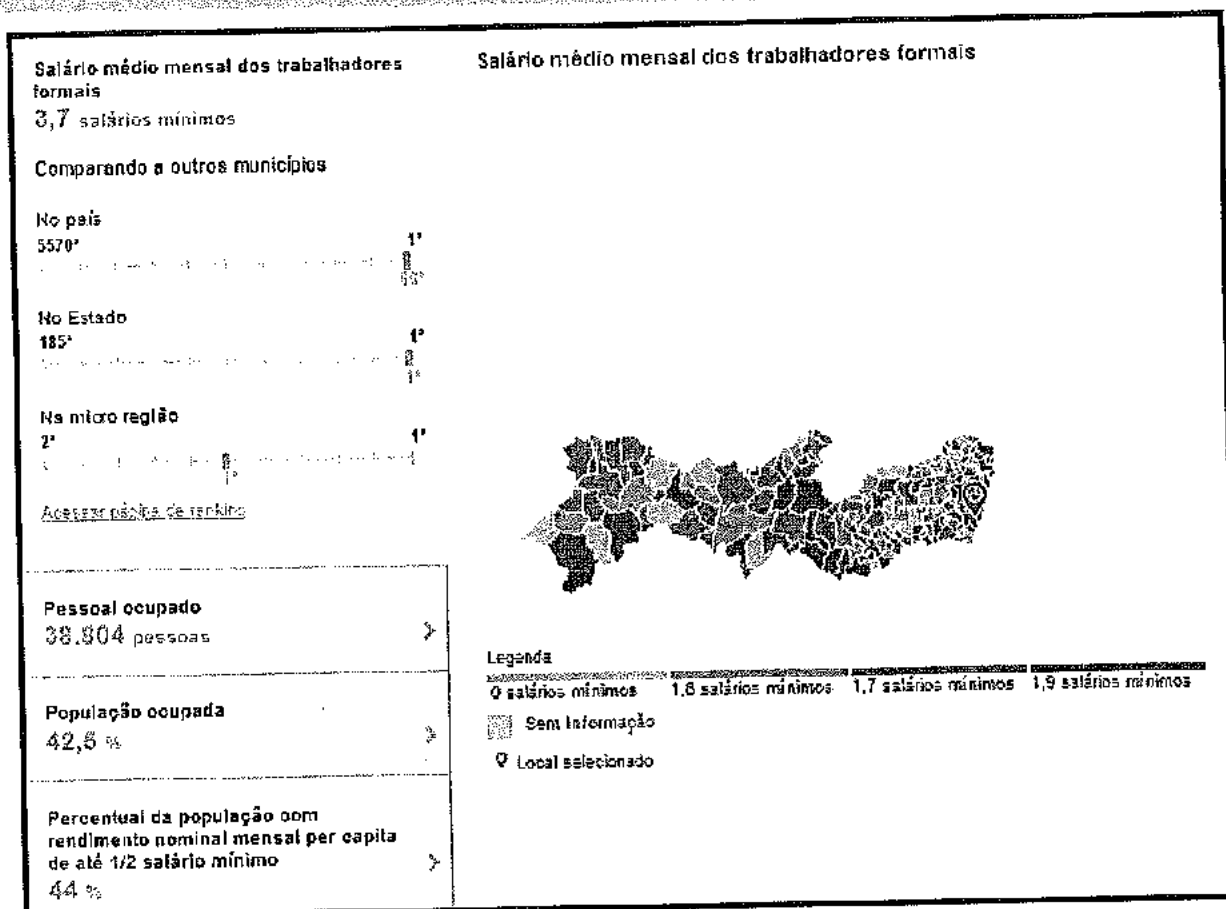 Salário médio mensal dos trabalhadores
formais
3,7 salários mínimos
Comparando a outros municípios
No país
5570º 1º
No Estado
185º 1º
1º
Na micro região
2º 1º
1º
Acessar página de ranking
Pessoal ocupado
38.804 pessoas
População ocupada
42,5 %
Percentual da população com
rendimento nominal mensal per capita
de até 1/2 salário mínimo
44 %
Salário médio mensal dos trabalhadores formais
Legenda
0 salários mínimos 1,6 salários mínimos 1,7 salários mínimos 1,9 salários mínimos
Sem Informação
Local selecionado